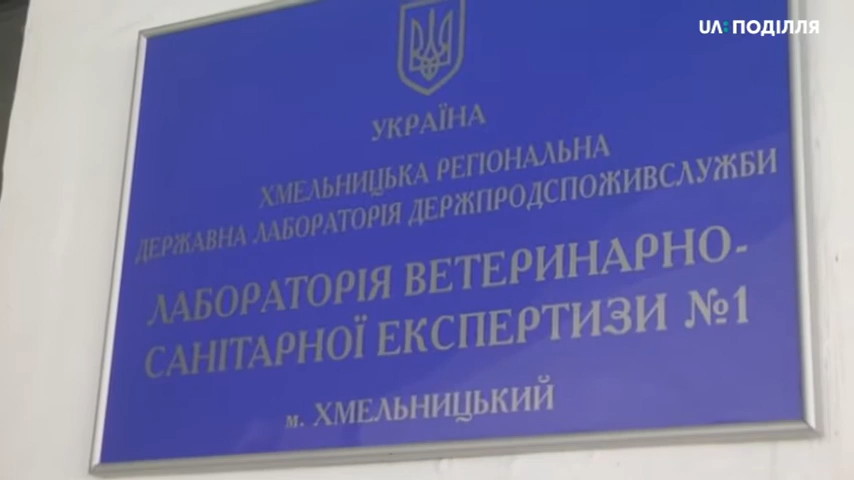 UA: ПОДІЛЛЯ
УКРАЇНА
ХМЕЛЬНИЦЬКА РЕГІОНАЛЬНА
ДЕРЖАВНА ЛАБОРАТОРІЯ ДЕРЖПРОДСПОЖИВСЛУЖБИ
ЛАБОРАТОРІЯ ВЕТЕРИНАРНО-
САНІТАРНОЇ ЕКСПЕРТИЗИ №1
м. ХМЕЛЬНИЦЬКИЙ